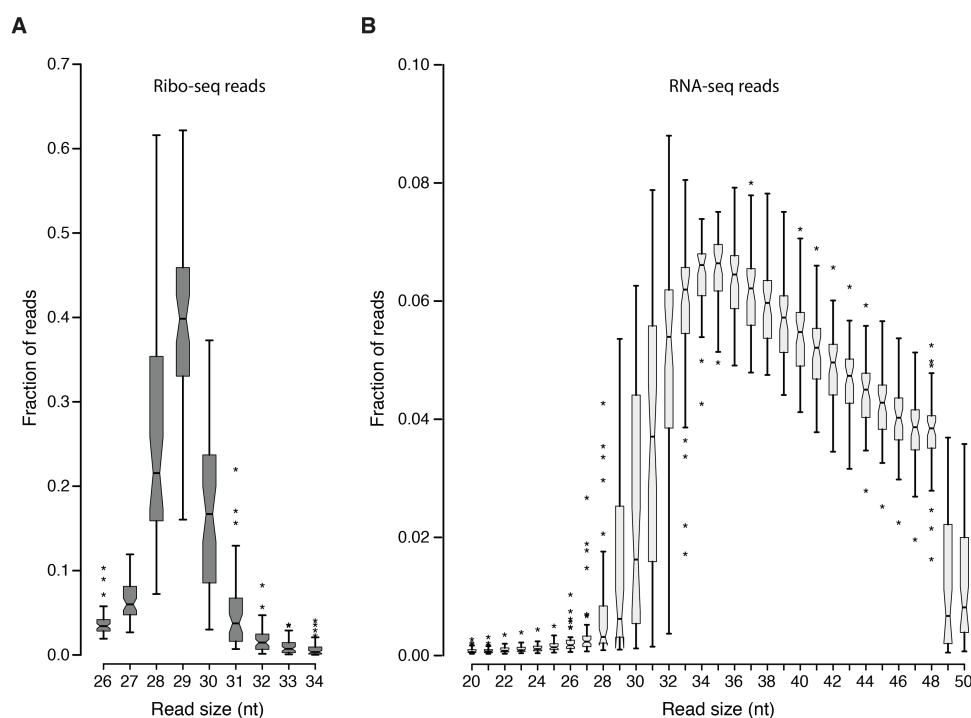 A
B
Ribo-seq reads
RNA-seq reads
Fraction of reads
0.7
0.6
0.5
0.4
0.3
0.2
0.1
0.0
26 27 28 29 30 31 32 33 34
Read size (nt)
Fraction of reads
0.10
0.08
0.06
0.04
0.02
0.00
20 22 24 26 28 30 32 34 36 38 40 42 44 46 48 50
Read size (nt)